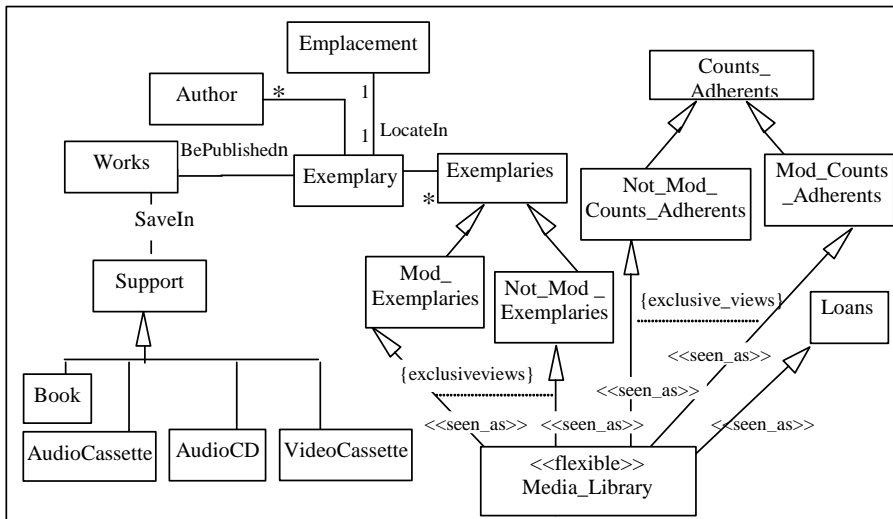 Emplacement
Counts_
Adherents
Author
*
1
1
LocateIn
Works
BePublishedn
Exemplary
Exemplaries
*
Not_Mod_
Counts_Adherents
Mod_Counts
_Adherents
SaveIn
Support
Mod_
Exemplaries
Not_Mod _
Exemplaries
{exclusive_views}
Loans
<<seen_as>>
{exclusiveviews}
Book
<<seen_as>>
<<seen_as>>
<<seen_as>>
<<seen_as>>
AudioCassette
AudioCD
VideoCassette
<<flexible>>
Media_Library